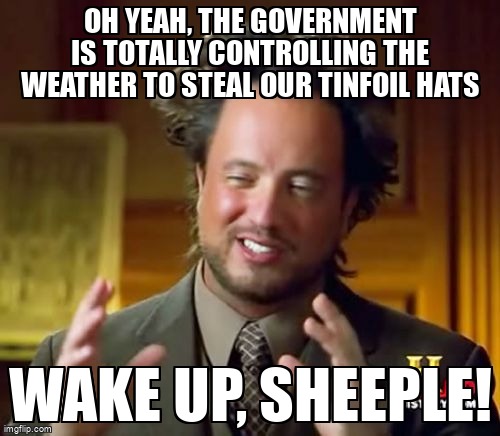 OH YEAH, THE GOVERNMENT
IS TOTALLY CONTROLLING THE
WEATHER TO STEAL OUR TINFOIL HATS
WAKE UP, SHEEPLE!
imgflip.com